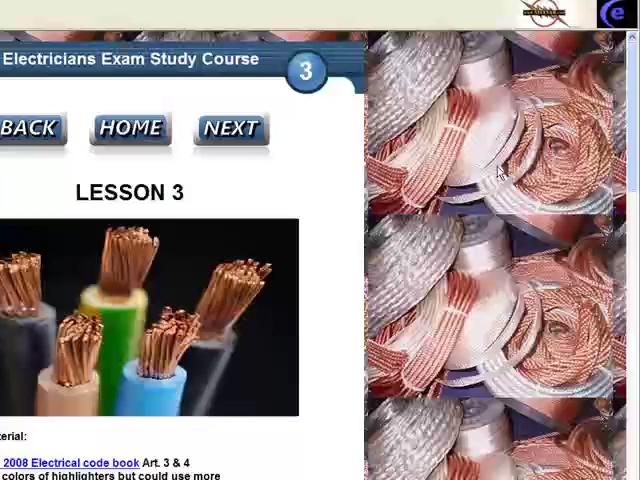 Electricians Exam Study Course
3
BACK HOME NEXT
LESSON 3
terial:
2008 Electrical code book Art. 3 & 4
colors of highlighters but could use more